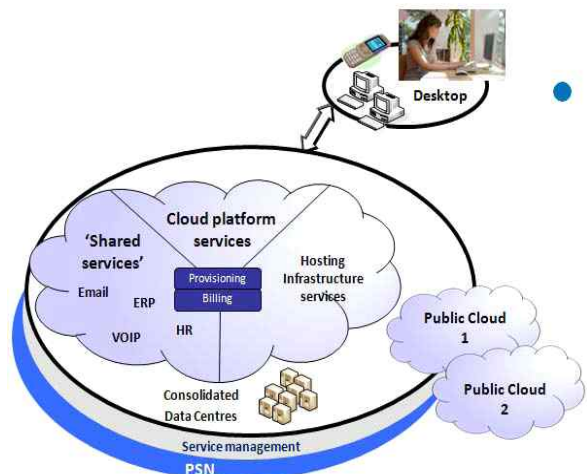 Desktop
Cloud platform
services
'Shared
services'
Provisioning
Billing
Hosting
Infrastructure
services
Email
ERP
VOIP
HR
Public Cloud
1
Public Cloud
2
Consolidated
Data Centres
Service management
PSN